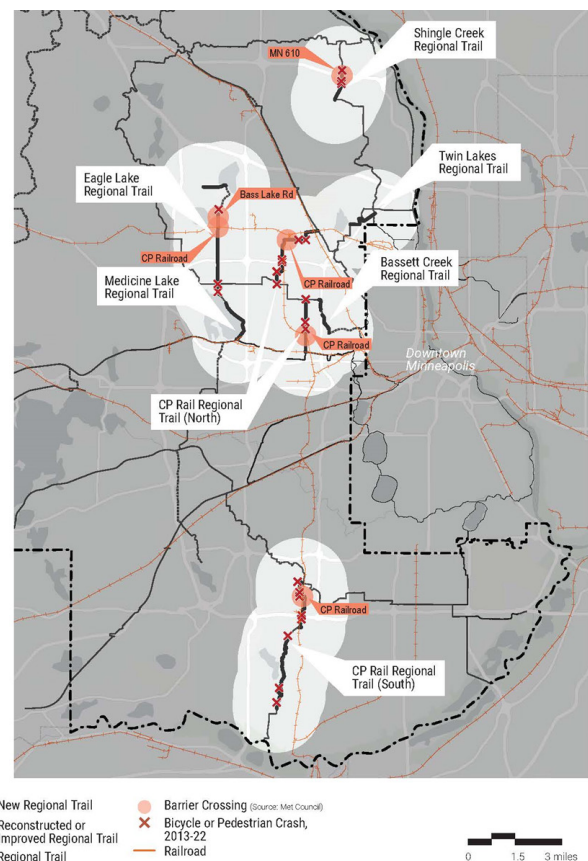 MN 610
Shingle Creek
Regional Trail
Twin Lakes
Regional Trail
Eagle Lake
Regional Trail
Bass Lake Rd
CP Railroad
CP Railroad
Bassett Creek
Regional Trail
Medicine Lake
Regional Trail
CP Railroad
Downtown
Minneapolis
CP Rail Regional
Trail (North)
CP Railroad
CP Rail Regional
Trail (South)
New Regional Trail
Reconstructed or
Improved Regional Trail
Regional Trail
Barrier Crossing (Source: Met Council)
Bicycle or Pedestrian Crash,
2013-22
Railroad
0 1.5 3 miles